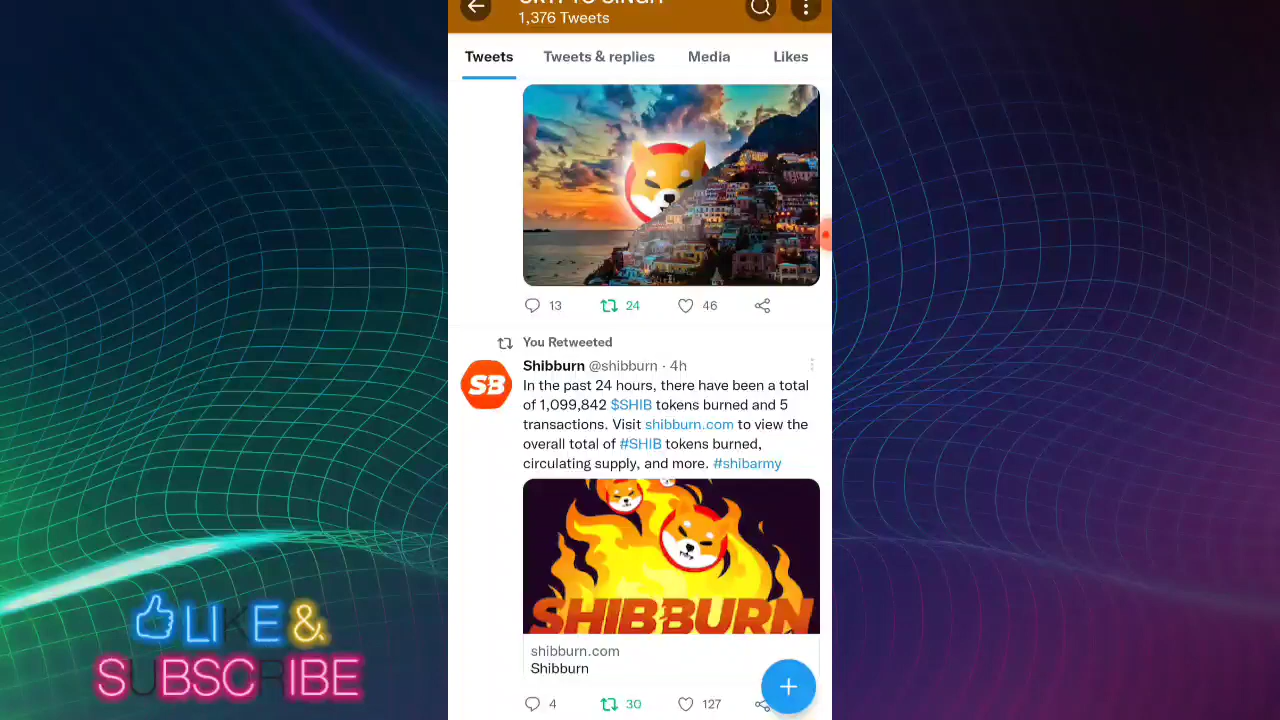 1,376 Tweets
Tweets Tweets & replies Media Likes
13 24 46
You Retweeted
Shibburn @shibburn · 4h
SB
In the past 24 hours, there have been a total
of 1,099,842 $SHIB tokens burned and 5
transactions. Visit shibburn.com to view the
overall total of #SHIB tokens burned,
circulating supply, and more. #shibarmy
SHIBBURN
shibburn.com
Shibburn
4 30 127
LIKE &
SUBSCRIBE